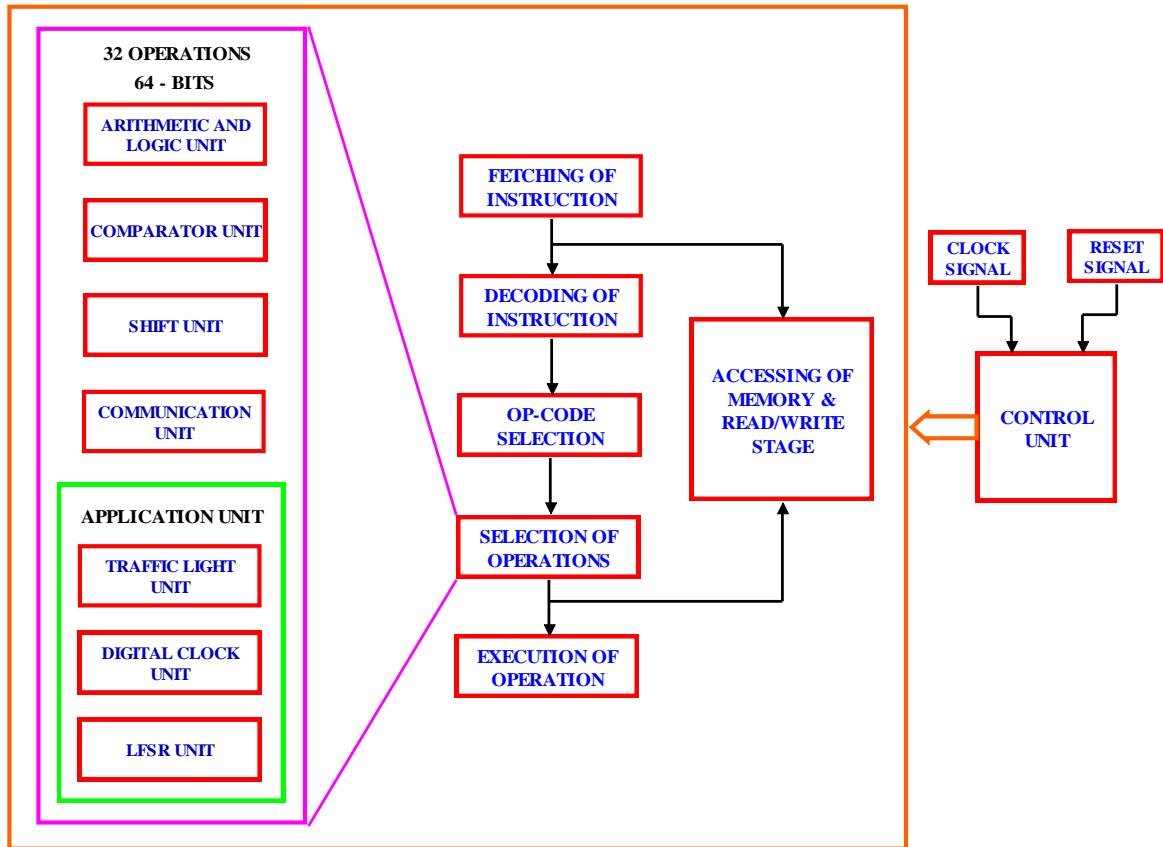 32 OPERATIONS
64 - BITS
ARITHMETIC AND
LOGIC UNIT
COMPARATOR UNIT
SHIFT UNIT
COMMUNICATION
UNIT
APPLICATION UNIT
TRAFFIC LIGHT
UNIT
DIGITAL CLOCK
UNIT
LFSR UNIT
FETCHING OF
INSTRUCTION
DECODING OF
INSTRUCTION
OP-CODE
SELECTION
SELECTION OF
OPERATIONS
EXECUTION OF
OPERATION
ACCESSING OF
MEMORY &
READ/WRITE
STAGE
CLOCK
SIGNAL
RESET
SIGNAL
CONTROL
UNIT